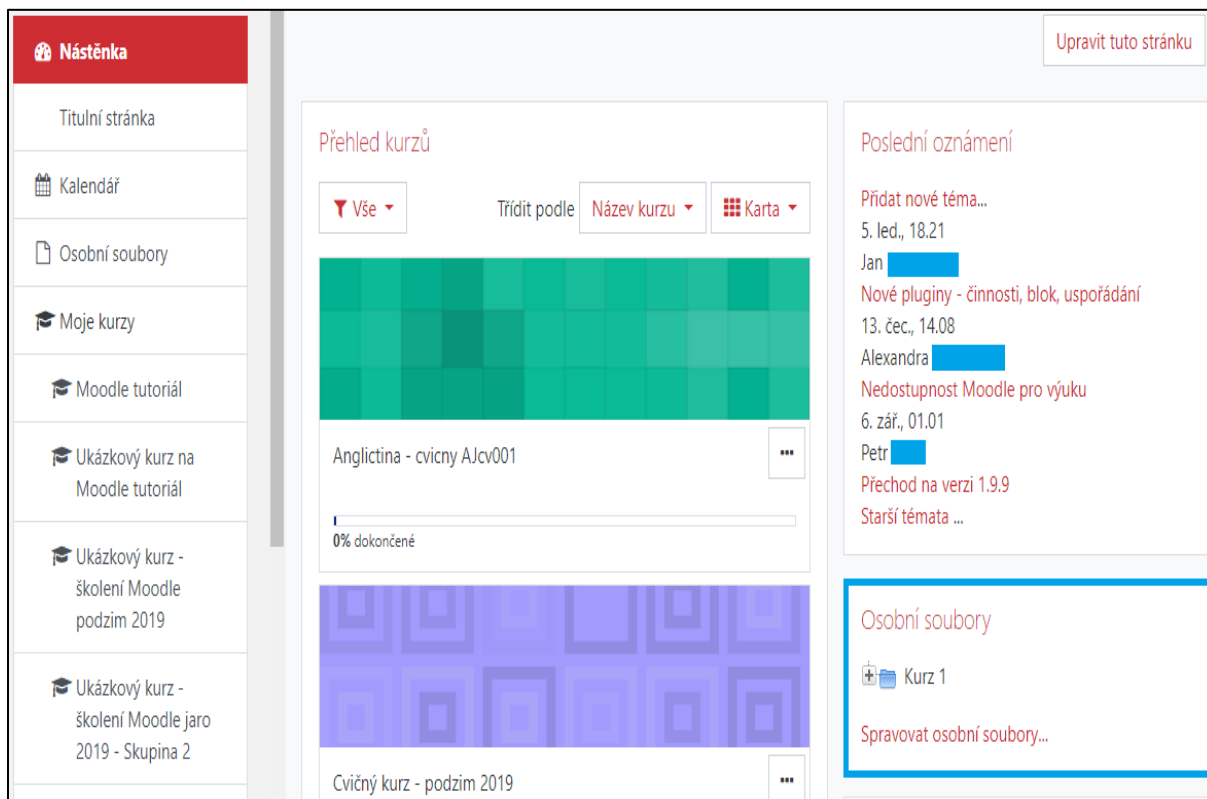 Nástěnka
Titulní stránka
Kalendář
Osobní soubory
Moje kurzy
Moodle tutoriál
Ukázkový kurz na
Moodle tutoriál
Ukázkový kurz -
školení Moodle
podzim 2019
Ukázkový kurz -
školení Moodle jaro
2019 - Skupina 2
Upravit tuto stránku
Přehled kurzů
Vše
Třídit podle
Název kurzu
Karta
Anglictina - cvicny AJcv001
0% dokončené
Cvičný kurz - podzim 2019
Poslední oznámení
Přidat nové téma...
5. led., 18.21
Jan
Nové pluginy - činnosti, blok, uspořádání
13. čec., 14.08
Alexandra
Nedostupnost Moodle pro výuku
6. zář., 01.01
Petr
Přechod na verzi 1.9.9
Starší témata ...
Osobní soubory
Kurz 1
Spravovat osobní soubory...